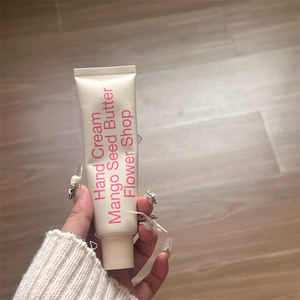 Hand Cream
Mango Seed Butter
Flower Shop